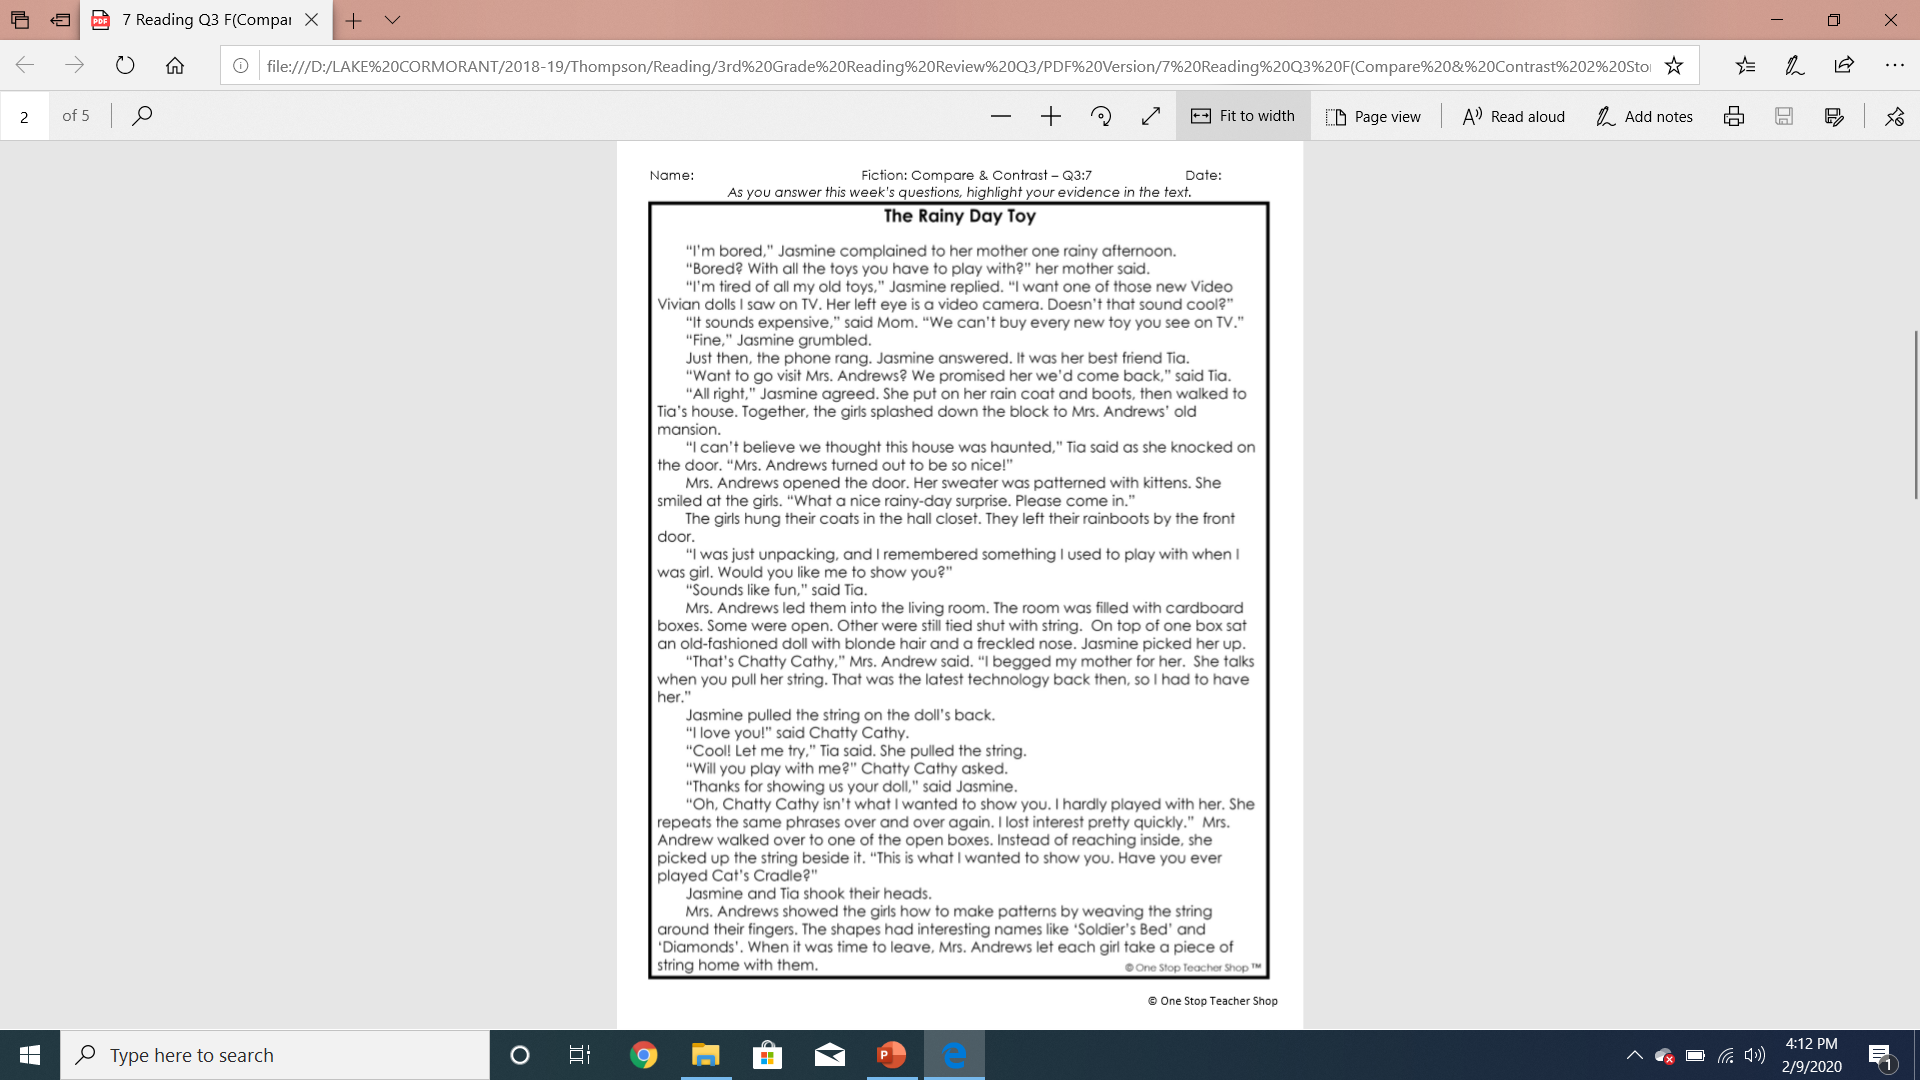 7 Reading Q3 F(Compar
file:///D:/LAKE%20CORMORANT/2018-19/Thompson/Reading/3rd%20Grade%20Reading%20Review%20Q3/PDF%20Version/7%20Reading%20Q3%20F(Compare%20&%20Contrast%202%20Sto
2 of 5
Fit to width
Page view
Read aloud
Add notes
Name: Fiction: Compare & Contrast – Q3:7 Date:
As you answer this week's questions, highlight your evidence in the text.
The Rainy Day Toy
"I'm bored," Jasmine complained to her mother one rainy afternoon.
"Bored? With all the toys you have to play with?" her mother said.
"I'm tired of all my old toys," Jasmine replied. "I want one of those new Video
Vivian dolls I saw on TV. Her left eye is a video camera. Doesn't that sound cool?"
"It sounds expensive," said Mom. "We can't buy every new toy you see on TV."
"Fine," Jasmine grumbled.
Just then, the phone rang. Jasmine answered. It was her best friend Tia.
"Want to go visit Mrs. Andrews? We promised her we'd come back," said Tia.
"All right," Jasmine agreed. She put on her rain coat and boots, then walked to
Tia's house. Together, the girls splashed down the block to Mrs. Andrews' old
mansion.
"I can't believe we thought this house was haunted," Tia said as she knocked on
the door. "Mrs. Andrews turned out to be so nice!"
Mrs. Andrews opened the door. Her sweater was patterned with kittens. She
smiled at the girls. "What a nice rainy-day surprise. Please come in."
The girls hung their coats in the hall closet. They left their rainboots by the front
door.
"I was just unpacking, and I remembered something I used to play with when I
was girl. Would you like me to show you?"
"Sounds like fun," said Tia.
Mrs. Andrews led them into the living room. The room was filled with cardboard
boxes. Some were open. Other were still tied shut with string.  On top of one box sat
an old-fashioned doll with blonde hair and a freckled nose. Jasmine picked her up.
"That's Chatty Cathy," Mrs. Andrew said. "I begged my mother for her.  She talks
when you pull her string. That was the latest technology back then, so I had to have
her."
Jasmine pulled the string on the doll's back.
"I love you!" said Chatty Cathy.
"Cool! Let me try," Tia said. She pulled the string.
"Will you play with me?" Chatty Cathy asked.
"Thanks for showing us your doll," said Jasmine.
"Oh, Chatty Cathy isn't what I wanted to show you. I hardly played with her. She
repeats the same phrases over and over again. I lost interest pretty quickly."  Mrs.
Andrew walked over to one of the open boxes. Instead of reaching inside, she
picked up the string beside it. "This is what I wanted to show you. Have you ever
played Cat's Cradle?"
Jasmine and Tia shook their heads.
Mrs. Andrews showed the girls how to make patterns by weaving the string
around their fingers. The shapes had interesting names like 'Soldier's Bed' and
'Diamonds'. When it was time to leave, Mrs. Andrews let each girl take a piece of
string home with them.
© One Stop Teacher Shop ™
© One Stop Teacher Shop
Type here to search
4:12 PM
2/9/2020
1